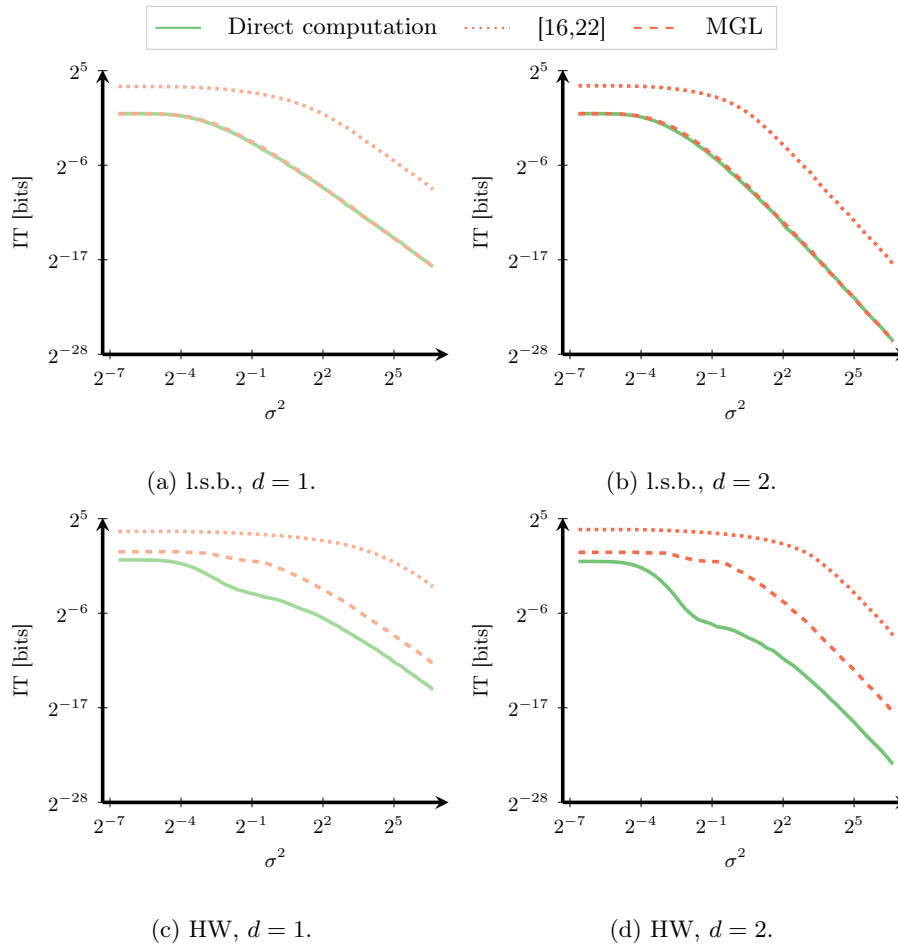 Direct computation [16,22] MGL
2^5
2^-6
2^-17
2^-28
IT [bits]
2^-7 2^-4 2^-1 2^2 2^5
σ^2
(a) l.s.b., d = 1.
2^5
2^-6
2^-17
2^-28
IT [bits]
2^-7 2^-4 2^-1 2^2 2^5
σ^2
(b) l.s.b., d = 2.
2^5
2^-6
2^-17
2^-28
IT [bits]
2^-7 2^-4 2^-1 2^2 2^5
σ^2
(c) HW, d = 1.
2^5
2^-6
2^-17
2^-28
IT [bits]
2^-7 2^-4 2^-1 2^2 2^5
σ^2
(d) HW, d = 2.